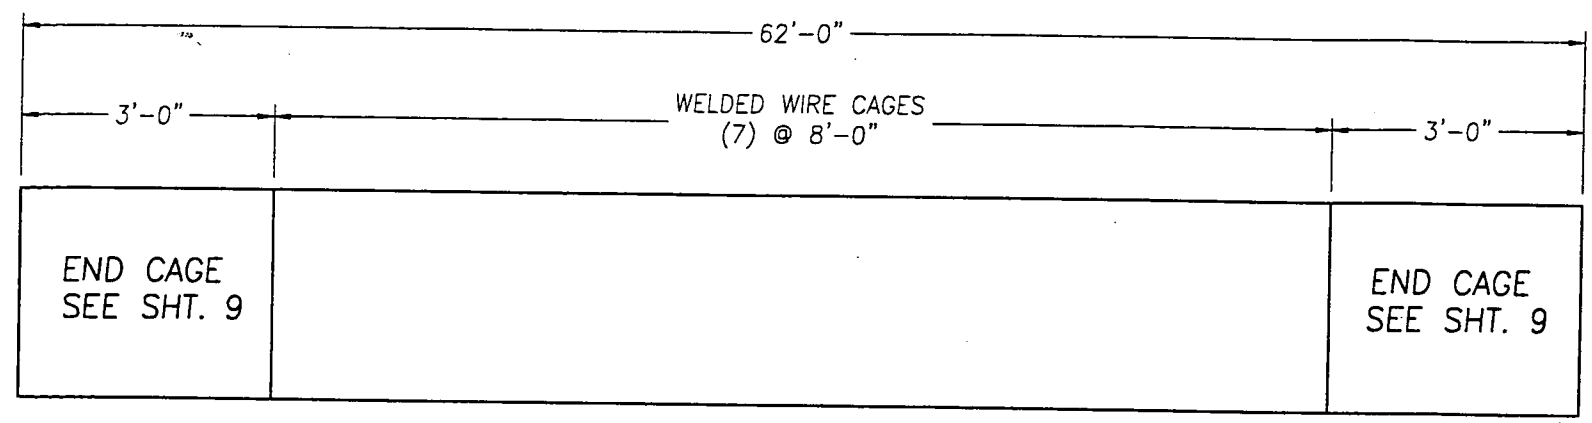 62'-0"
3'-0"
WELDED WIRE CAGES
(7) @ 8'-0"
3'-0"
END CAGE
SEE SHT. 9
END CAGE
SEE SHT. 9